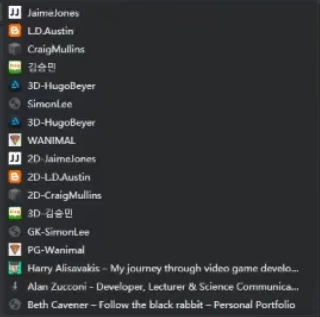 JaimeJones
L.D.Austin
CraigMullins
김승민
3D-HugoBeyer
SimonLee
3D-HugoBeyer
WANIMAL
2D-JaimeJones
2D-L.D.Austin
2D-CraigMullins
3D-김승민
GK-SimonLee
PG-Wanimal
Harry Alisavakis – My journey through video game develo...
Alan Zucconi - Developer, Lecturer & Science Communica...
Beth Cavener – Follow the black rabbit – Personal Portfolio